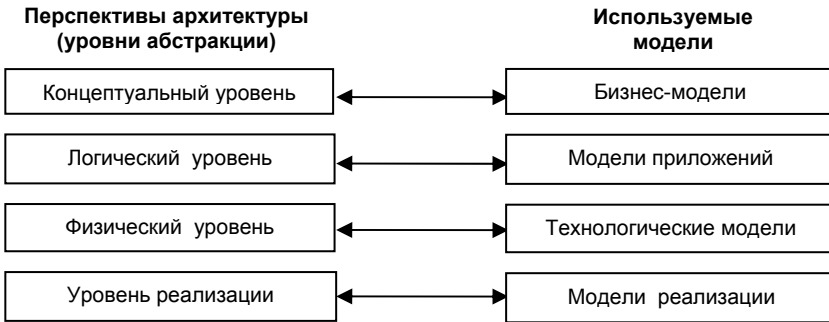 Перспективы архитектуры
(уровни абстракции)
Используемые
модели
Концептуальный уровень
Бизнес-модели
Логический уровень
Модели приложений
Физический уровень
Технологические модели
Уровень реализации
Модели реализации